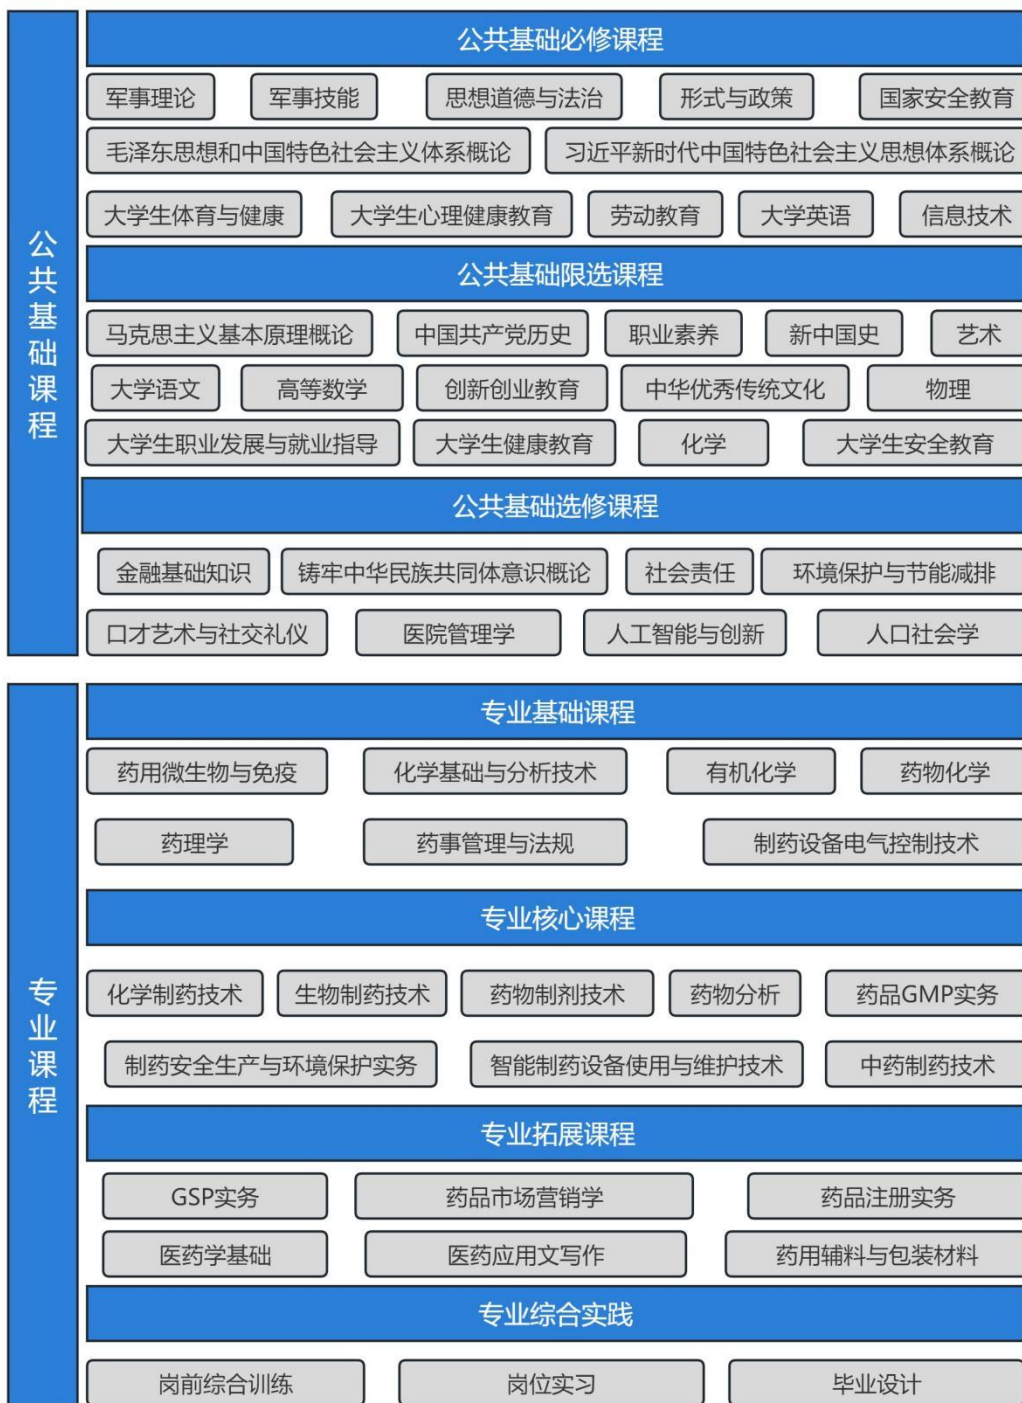 公共基础课程
公共基础必修课程
军事理论 军事技能 思想道德与法治 形式与政策 国家安全教育
毛泽东思想和中国特色社会主义体系概论 习近平新时代中国特色社会主义思想体系概论
大学生体育与健康 大学生心理健康教育 劳动教育 大学英语 信息技术
公共基础限选课程
马克思主义基本原理概论 中国共产党历史 职业素养 新中国史 艺术
大学语文 高等数学 创新创业教育 中华优秀传统文化 物理
大学生职业发展与就业指导 大学生健康教育 化学 大学生安全教育
公共基础选修课程
金融基础知识 铸牢中华民族共同体意识概论 社会责任 环境保护与节能减排
口才艺术与社交礼仪 医院管理学 人工智能与创新 人口社会学
专业课程
专业基础课程
药用微生物与免疫 化学基础与分析技术 有机化学 药物化学
药理学 药事管理与法规 制药设备电气控制技术
专业核心课程
化学制药技术 生物制药技术 药物制剂技术 药物分析 药品GMP实务
制药安全生产与环境保护实务 智能制药设备使用与维护技术 中药制药技术
专业拓展课程
GSP实务 药品市场营销学 药品注册实务
医药学基础 医药应用文写作 药用辅料与包装材料
专业综合实践
岗前综合训练 岗位实习 毕业设计